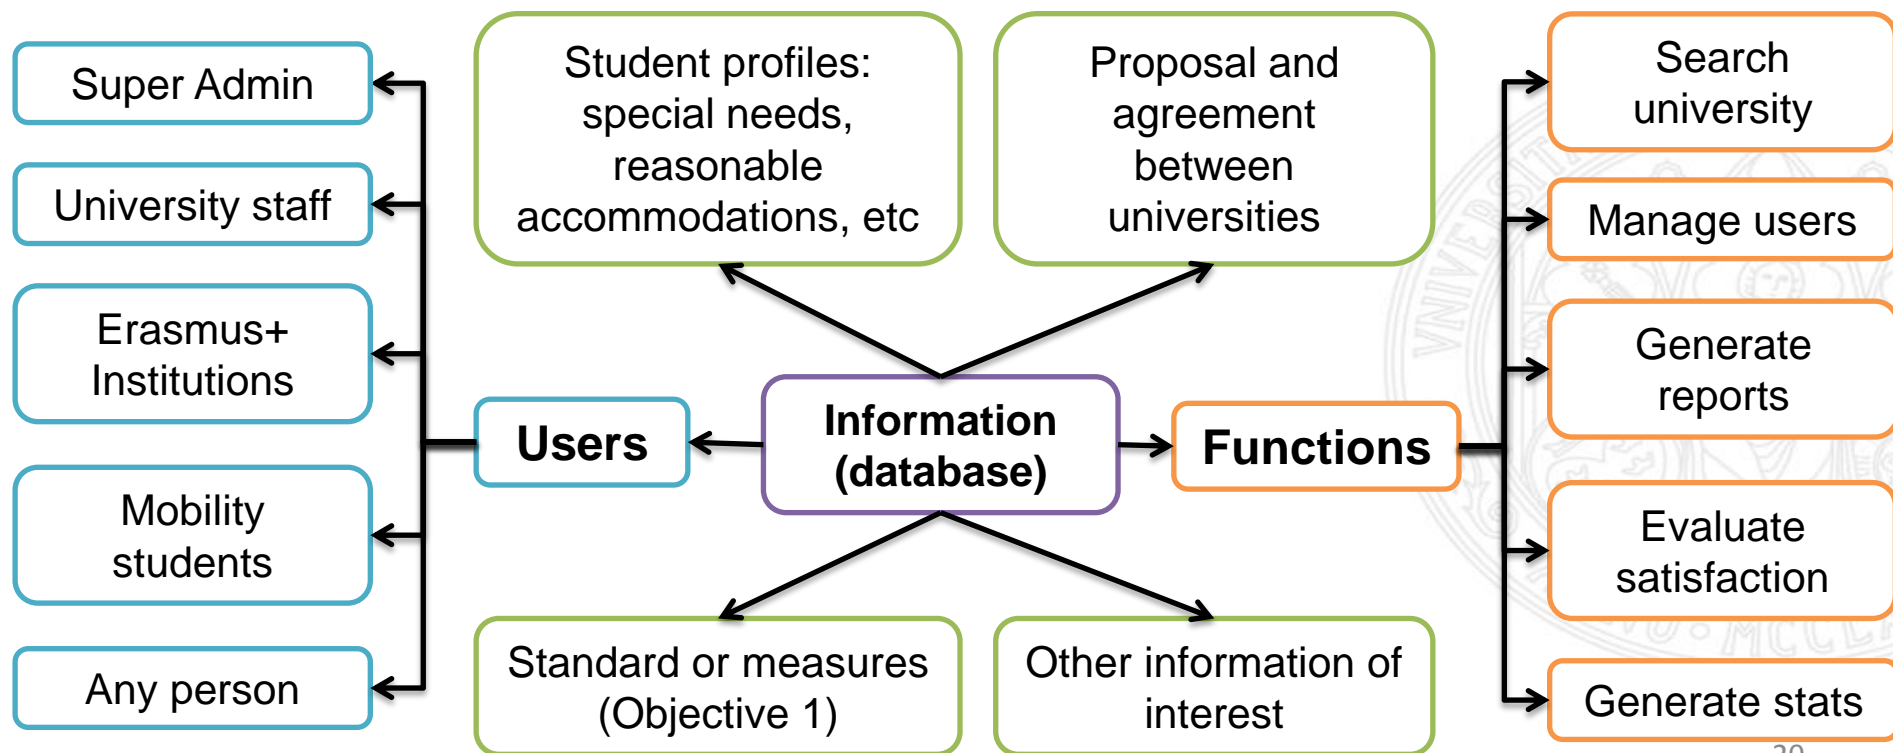 Super Admin
University staff
Erasmus+
Institutions
Mobility
students
Any person
Users
Student profiles:
special needs,
reasonable
accommodations, etc
Proposal and
agreement
between
universities
Information
(database)
Standard or measures
(Objective 1)
Other information of
interest
Functions
Search
university
Manage users
Generate
reports
Evaluate
satisfaction
Generate stats